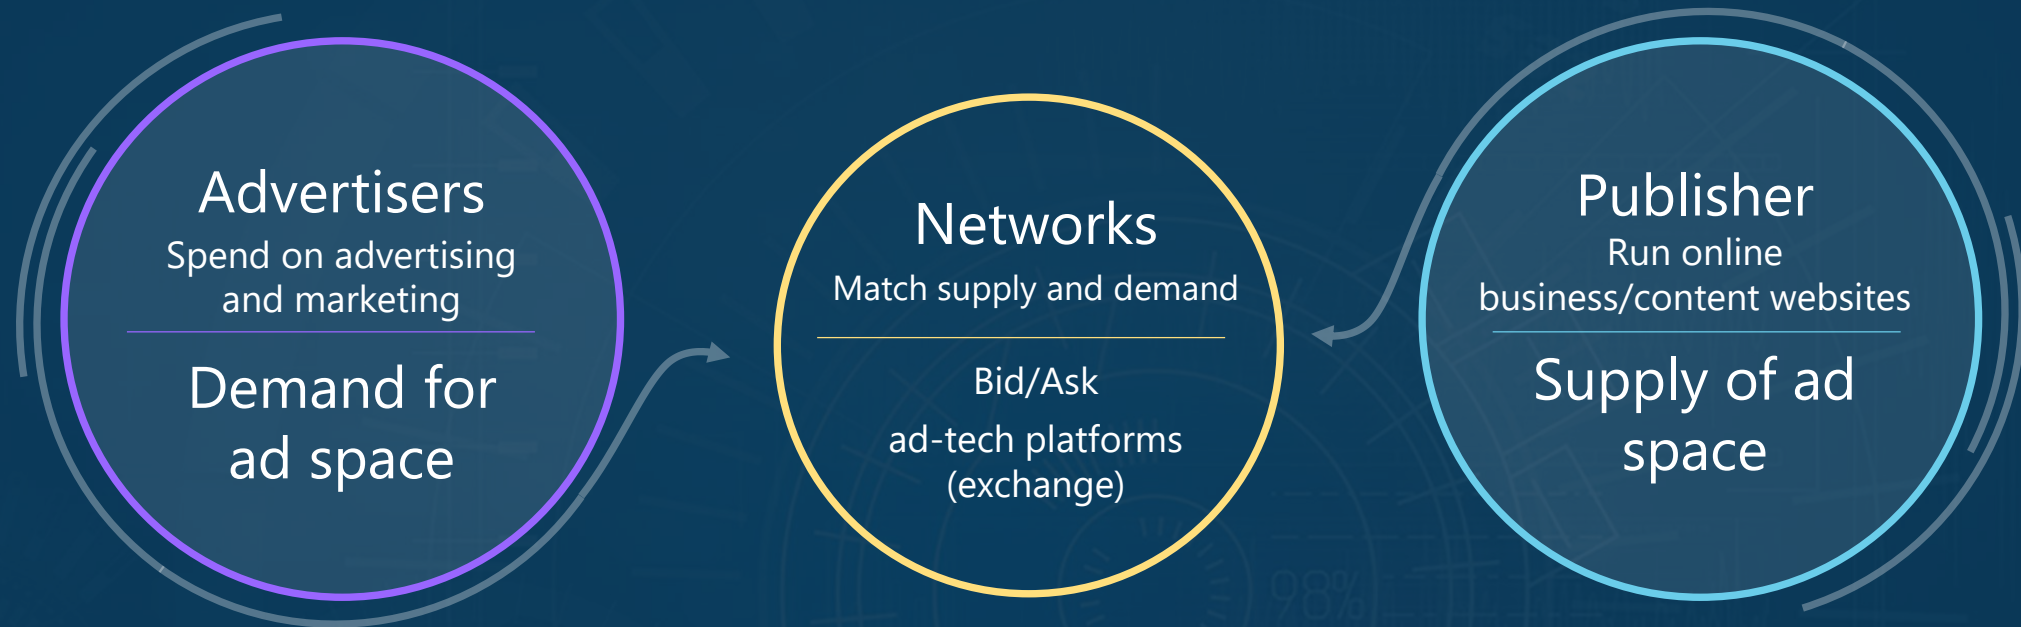 Advertisers
Spend on advertising
and marketing
Demand for
ad space
Networks
Match supply and demand
Bid/Ask
ad-tech platforms
(exchange)
Publisher
Run online
business/content websites
Supply of ad
space
98%